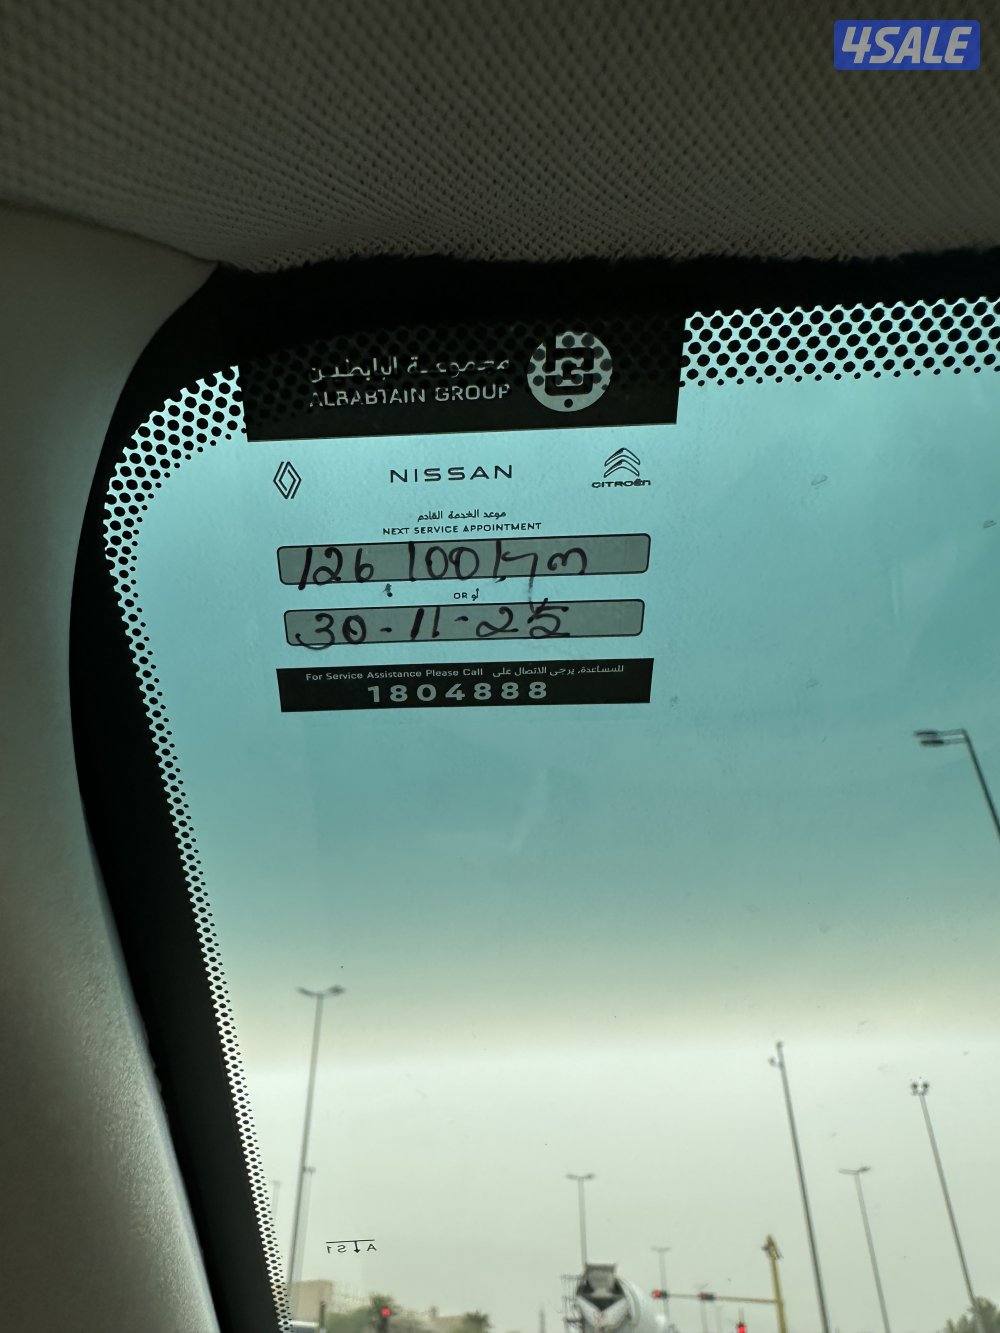 4SALE
مجموعـة البابطين
ALBABTAIN GROUP
NISSAN
CITROËN
موعد الخدمة القادم
NEXT SERVICE APPOINTMENT
126,100 km
OR أو
30-11-25
For Service Assistance Please Call للمساعدة، يرجى الاتصال على
1804888